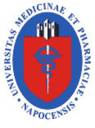 UNIVERSITAS MEDICINAE ET PHARMACIAE
• NAPOCENSIS •